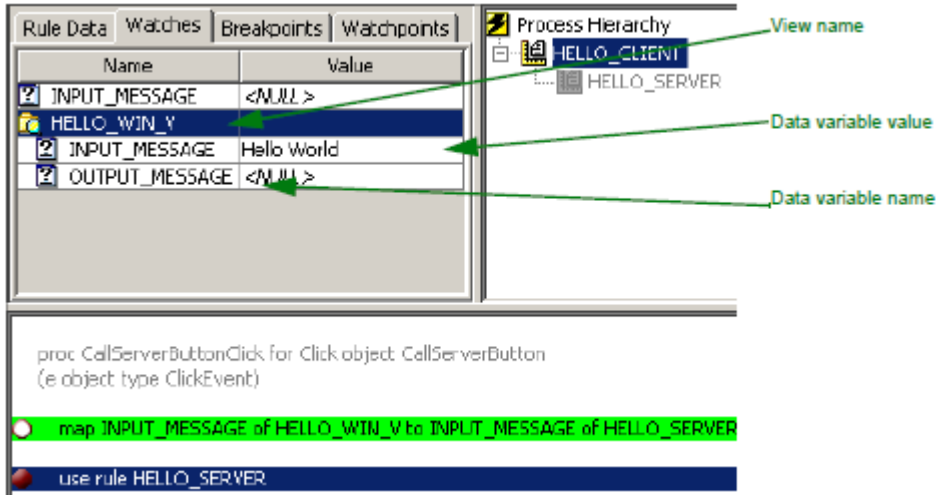 Rule Data Watches Breakpoints Watchpoints
Name Value
INPUT_MESSAGE <NULL>
HELLO_WIN_V
INPUT_MESSAGE Hello World
OUTPUT_MESSAGE <NULL>
Process Hierarchy
HELLO_CLIENT
HELLO_SERVER
View name
Data variable value
Data variable name
proc CallServerButtonClick for Click object CallServerButton
(e object type ClickEvent)
map INPUT_MESSAGE of HELLO_WIN_V to INPUT_MESSAGE of HELLO_SERVER
use rule HELLO_SERVER